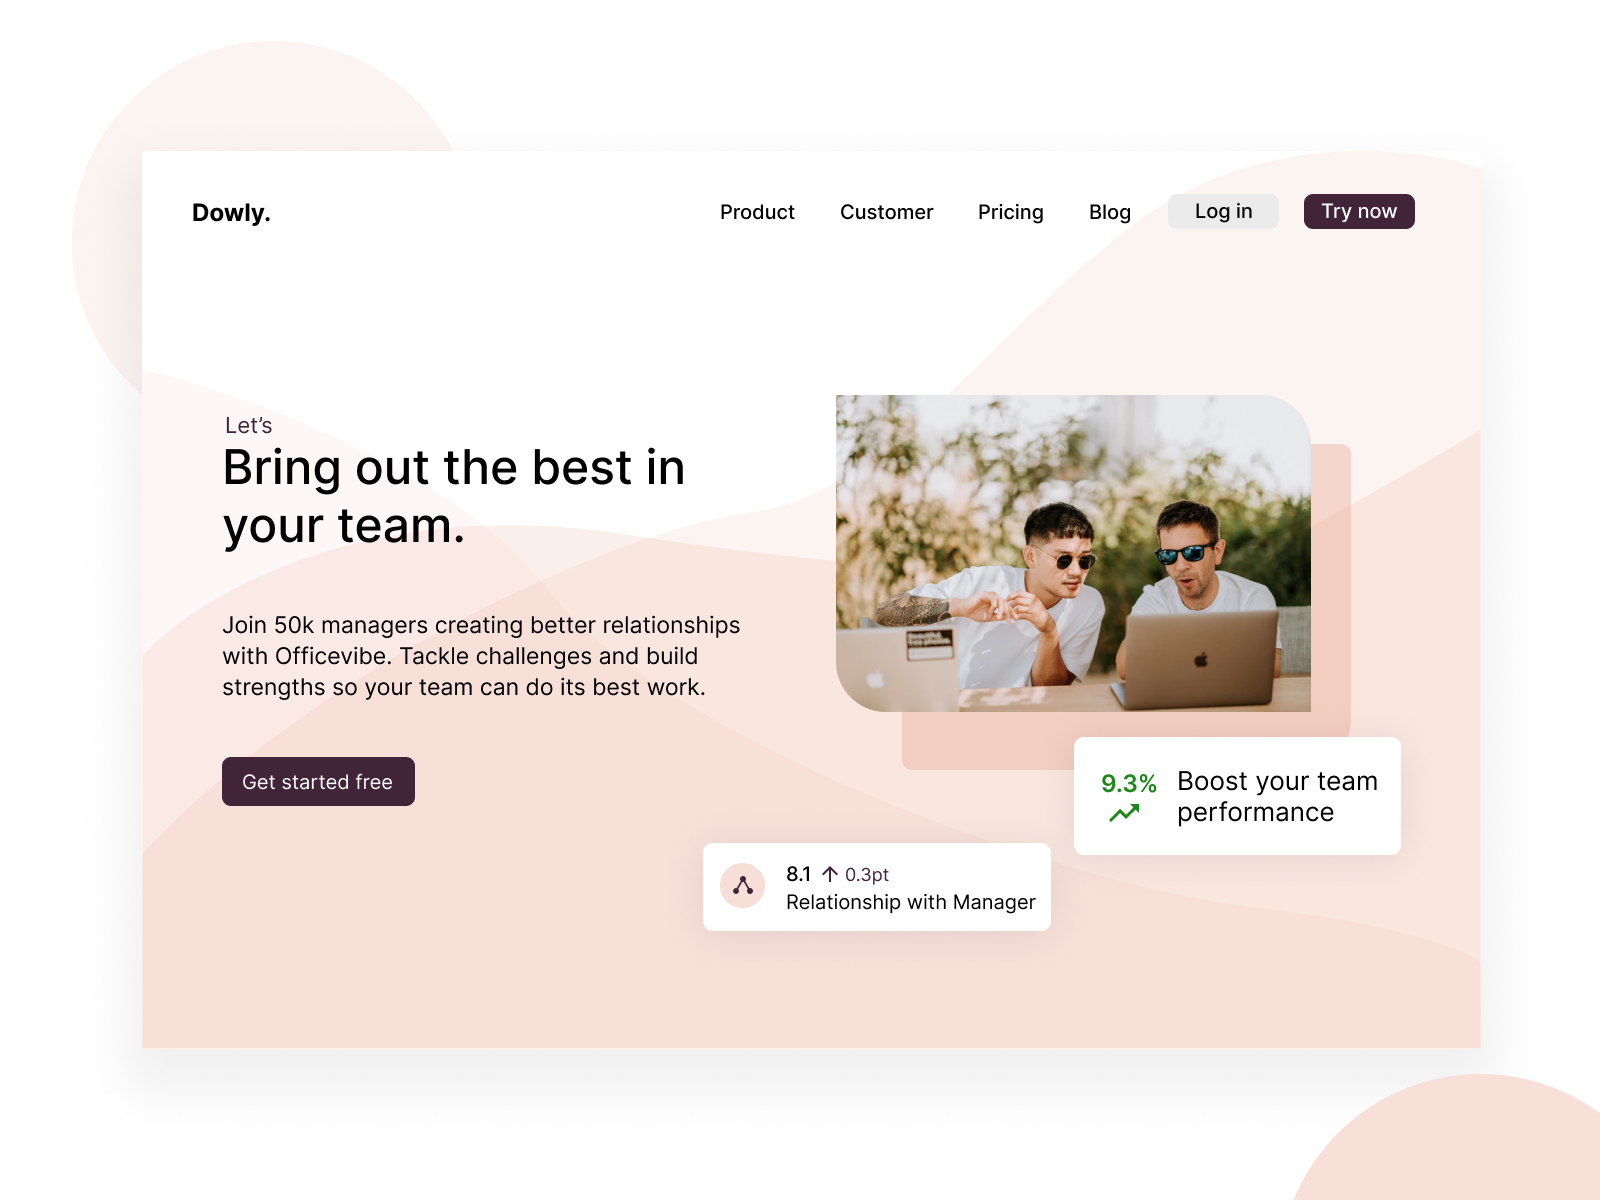 Dowly.
Product
Customer
Pricing
Blog
Log in
Try now
Let’s
Bring out the best in
your team.
Join 50k managers creating better relationships
with Officevibe. Tackle challenges and build
strengths so your team can do its best work.
Get started free
9.3%
Boost your team
performance
8.1 ↑ 0.3pt
Relationship with Manager